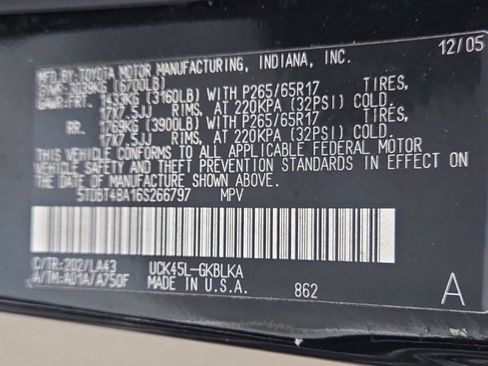 MFD.BY:TOYOTA MOTOR MANUFACTURING, INDIANA, INC. 12/05
GVWR: 3039KG (6700LB)
GAWR:FRT. 1433KG (3160LB) WITH P265/65R17 TIRES,
17X7.5JJ RIMS, AT 220KPA (32PSI) COLD.
RR. 1769KG (3900LB) WITH P265/65R17 TIRES,
17X7.5JJ RIMS, AT 220KPA (32PSI) COLD.
THIS VEHICLE CONFORMS TO ALL APPLICABLE FEDERAL MOTOR
VEHICLE SAFETY AND THEFT PREVENTION STANDARDS IN EFFECT ON
THE DATE OF MANUFACTURE SHOWN ABOVE.
5TDBT48A16S266797 MPV
C/TR:202/LA43 UCK45L-GKBLKA
A/TM:AD1A/A750F MADE IN U.S.A. 862 A